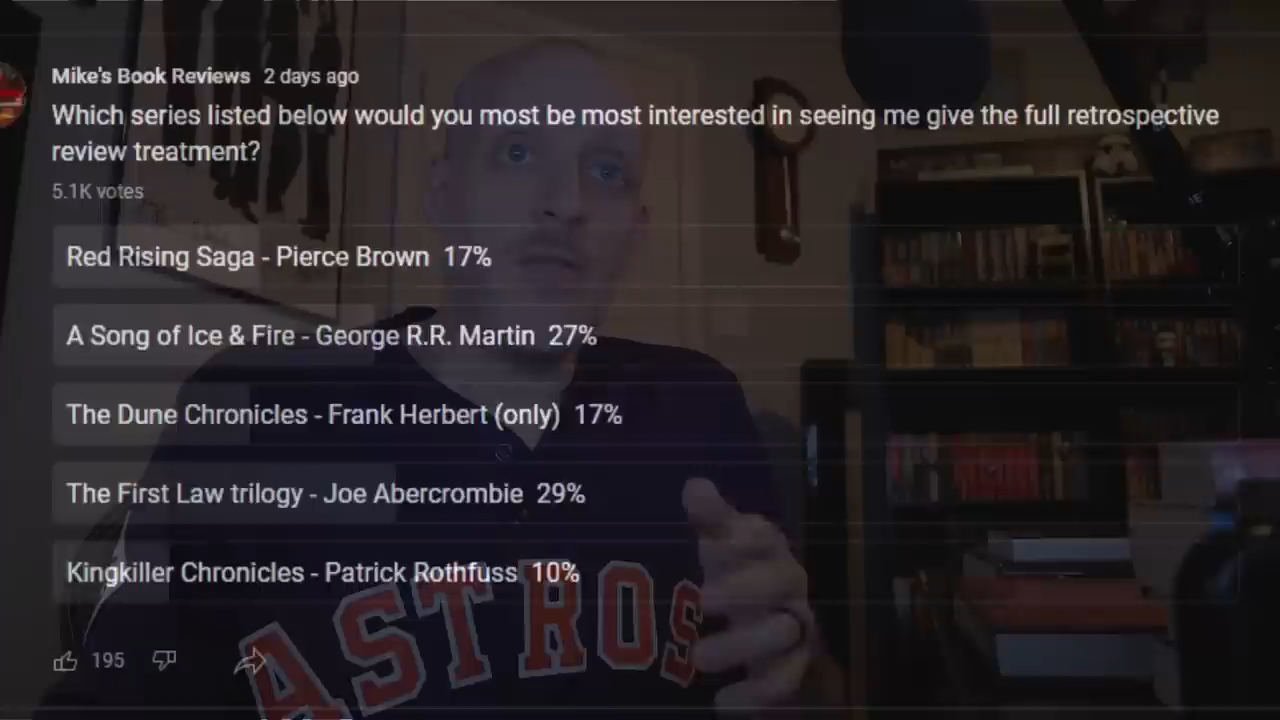 Mike's Book Reviews 2 days ago
Which series listed below would you most be most interested in seeing me give the full retrospective
review treatment?
5.1K votes
Red Rising Saga - Pierce Brown 17%
A Song of Ice & Fire - George R.R. Martin 27%
The Dune Chronicles - Frank Herbert (only) 17%
The First Law trilogy - Joe Abercrombie 29%
Kingkiller Chronicles - Patrick Rothfuss 10%
ASTROS
195